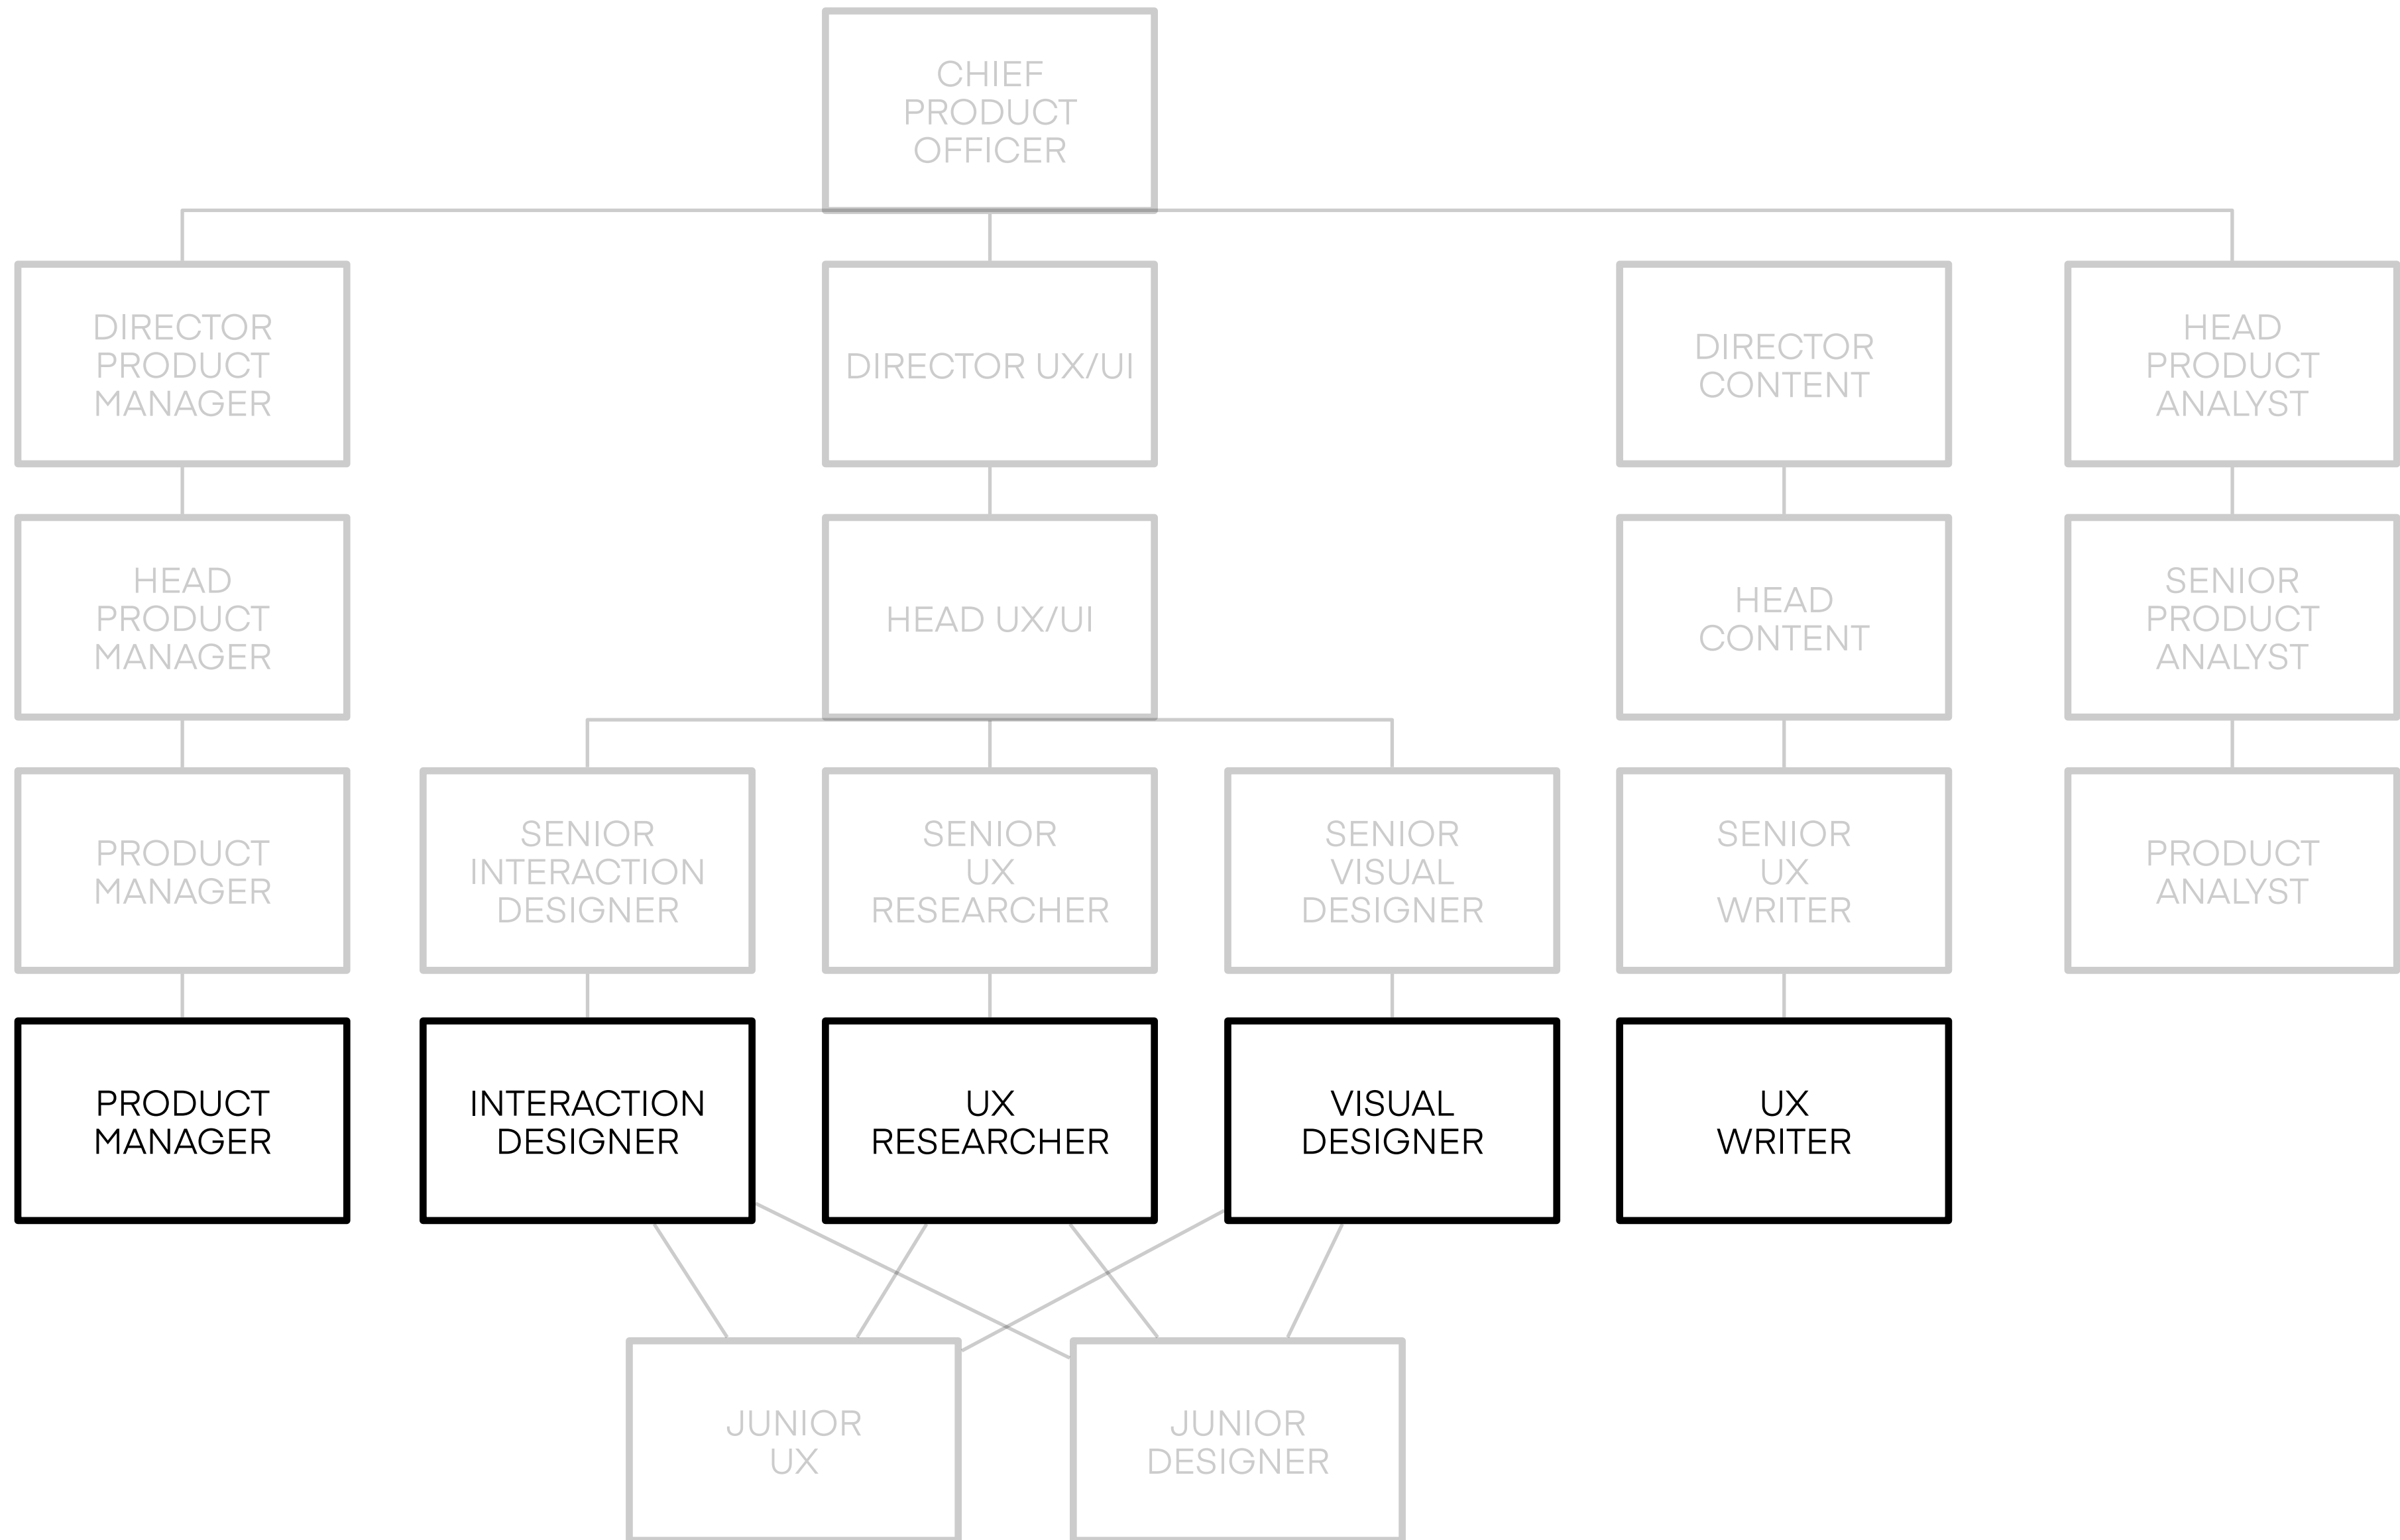 CHIEF
PRODUCT
OFFICER
DIRECTOR
PRODUCT
MANAGER
DIRECTOR UX/UI
DIRECTOR
CONTENT
HEAD
PRODUCT
ANALYST
HEAD
PRODUCT
MANAGER
HEAD UX/UI
HEAD
CONTENT
SENIOR
PRODUCT
ANALYST
PRODUCT
MANAGER
SENIOR
INTERACTION
DESIGNER
SENIOR
UX
RESEARCHER
SENIOR
VISUAL
DESIGNER
SENIOR
UX
WRITER
PRODUCT
ANALYST
PRODUCT
MANAGER
INTERACTION
DESIGNER
UX
RESEARCHER
VISUAL
DESIGNER
UX
WRITER
JUNIOR
UX
JUNIOR
DESIGNER